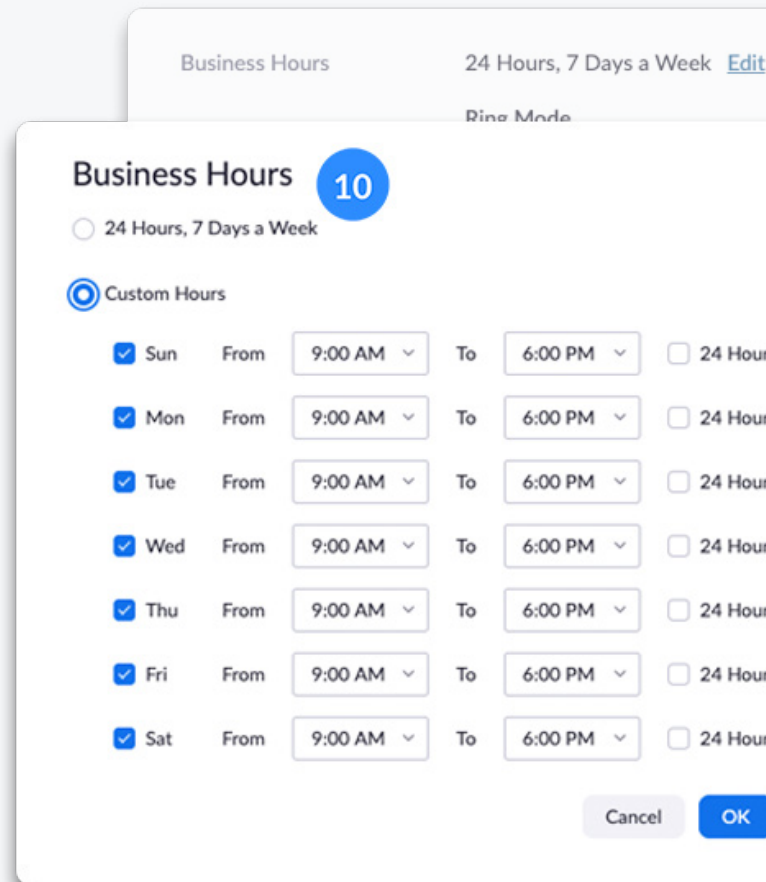 Business Hours 24 Hours, 7 Days a Week Edit
Ring Mode
Business Hours 10
24 Hours, 7 Days a Week
Custom Hours
Sun From 9:00 AM To 6:00 PM 24 Hour
Mon From 9:00 AM To 6:00 PM 24 Hour
Tue From 9:00 AM To 6:00 PM 24 Hour
Wed From 9:00 AM To 6:00 PM 24 Hour
Thu From 9:00 AM To 6:00 PM 24 Hour
Fri From 9:00 AM To 6:00 PM 24 Hour
Sat From 9:00 AM To 6:00 PM 24 Hour
Cancel OK